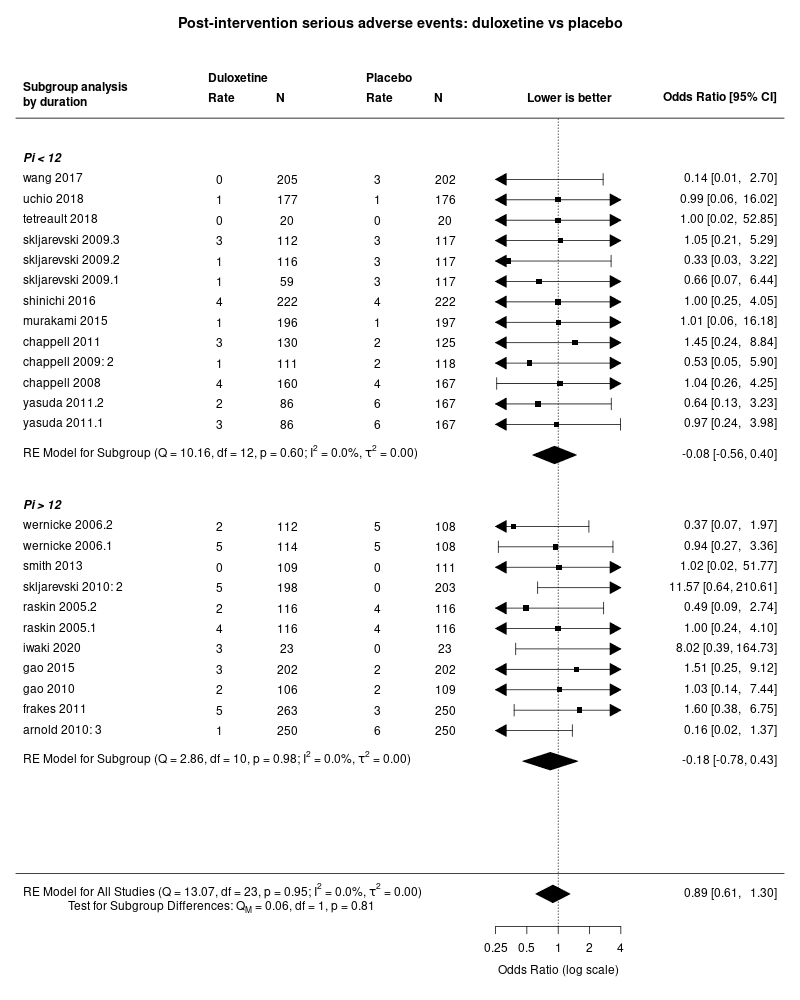 Post-intervention serious adverse events: duloxetine vs placebo
Duloxetine Placebo
Subgroup analysis by duration Rate N Rate N Lower is better Odds Ratio [95% CI]
Pi < 12
wang 2017 0 205 3 202 0.14 [0.01, 2.70]
uchio 2018 1 177 1 176 0.99 [0.06, 16.02]
tetreault 2018 0 20 0 20 1.00 [0.02, 52.85]
skljarevski 2009.3 3 112 3 117 1.05 [0.21, 5.29]
skljarevski 2009.2 1 116 3 117 0.33 [0.03, 3.22]
skljarevski 2009.1 1 59 3 117 0.66 [0.07, 6.44]
shinichi 2016 4 222 4 222 1.00 [0.25, 4.05]
murakami 2015 1 196 1 197 1.01 [0.06, 16.18]
chappell 2011 3 130 2 125 1.45 [0.24, 8.84]
chappell 2009: 2 1 111 2 118 0.53 [0.05, 5.90]
chappell 2008 4 160 4 167 1.04 [0.26, 4.25]
yasuda 2011.2 2 86 6 167 0.64 [0.13, 3.23]
yasuda 2011.1 3 86 6 167 0.97 [0.24, 3.98]
RE Model for Subgroup (Q = 10.16, df = 12, p = 0.60; I² = 0.0%, τ² = 0.00) -0.08 [-0.56, 0.40]
Pi > 12
wernicke 2006.2 2 112 5 108 0.37 [0.07, 1.97]
wernicke 2006.1 5 114 5 108 0.94 [0.27, 3.36]
smith 2013 0 109 0 111 1.02 [0.02, 51.77]
skljarevski 2010: 2 5 198 0 203 11.57 [0.64, 210.61]
raskin 2005.2 2 116 4 116 0.49 [0.09, 2.74]
raskin 2005.1 4 116 4 116 1.00 [0.24, 4.10]
iwaki 2020 3 23 0 23 8.02 [0.39, 164.73]
gao 2015 3 202 2 202 1.51 [0.25, 9.12]
gao 2010 2 106 2 109 1.03 [0.14, 7.44]
frakes 2011 5 263 3 250 1.60 [0.38, 6.75]
arnold 2010: 3 1 250 6 250 0.16 [0.02, 1.37]
RE Model for Subgroup (Q = 2.86, df = 10, p = 0.98; I² = 0.0%, τ² = 0.00) -0.18 [-0.78, 0.43]
RE Model for All Studies (Q = 13.07, df = 23, p = 0.95; I² = 0.0%, τ² = 0.00) 0.89 [0.61, 1.30]
Test for Subgroup Differences: Q_M = 0.06, df = 1, p = 0.81
0.25 0.5 1 2 4
Odds Ratio (log scale)